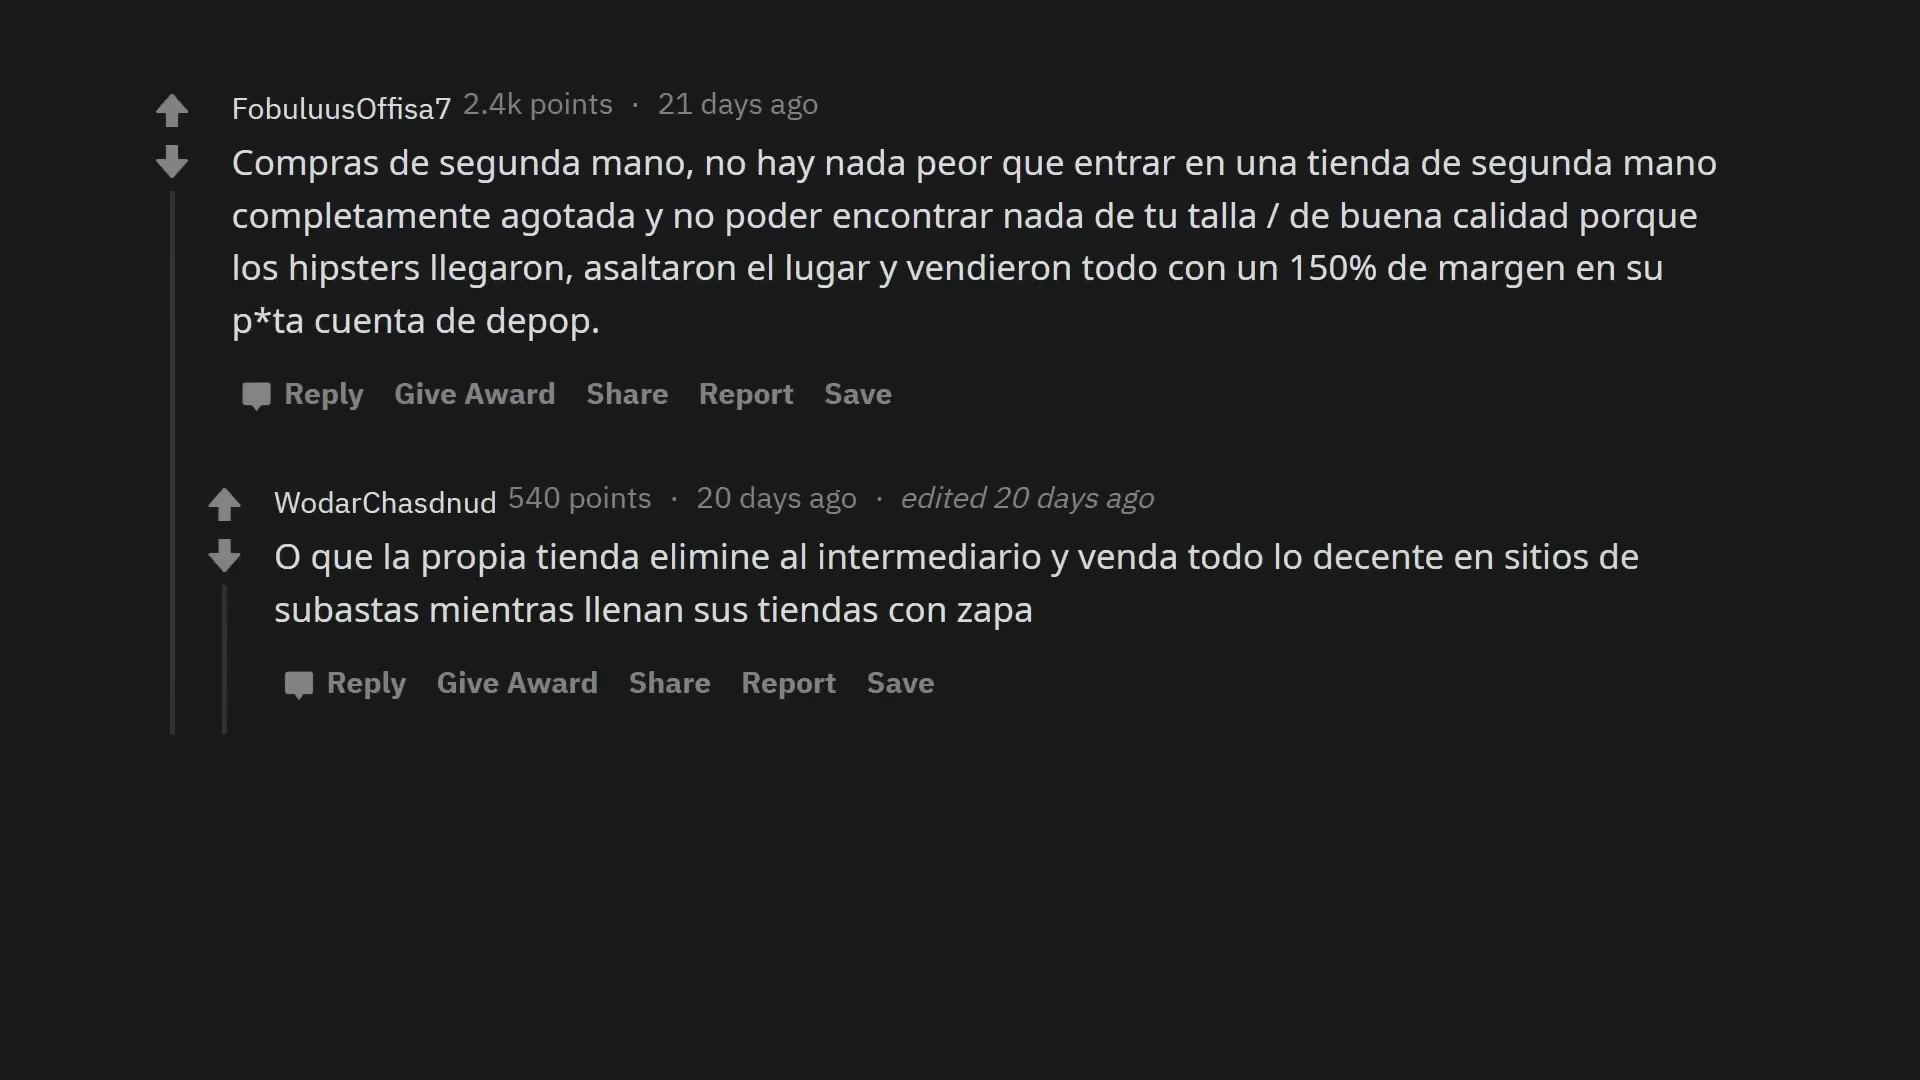 FobuluusOffisa7 2.4k points · 21 days ago
Compras de segunda mano, no hay nada peor que entrar en una tienda de segunda mano
completamente agotada y no poder encontrar nada de tu talla / de buena calidad porque
los hipsters llegaron, asaltaron el lugar y vendieron todo con un 150% de margen en su
p*ta cuenta de depop.
Reply Give Award Share Report Save
WodarChasdnud 540 points · 20 days ago · edited 20 days ago
O que la propia tienda elimine al intermediario y venda todo lo decente en sitios de
subastas mientras llenan sus tiendas con zapa
Reply Give Award Share Report Save